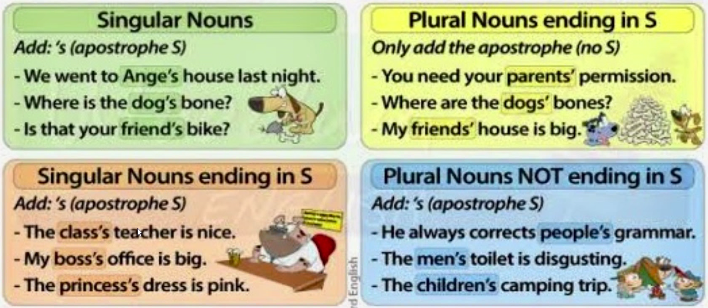 Singular Nouns
Add: 's (apostrophe S)
- We went to Ange's house last night.
- Where is the dog's bone?
- Is that your friend's bike?
Plural Nouns ending in S
Only add the apostrophe (no S)
- You need your parents' permission.
- Where are the dogs' bones?
- My friends' house is big.
Singular Nouns ending in S
Add: 's (apostrophe S)
- The class's teacher is nice.
- My boss's office is big.
- The princess's dress is pink.
Plural Nouns NOT ending in S
Add: 's (apostrophe S)
- He always corrects people's grammar.
- The men's toilet is disgusting.
- The children's camping trip.
English